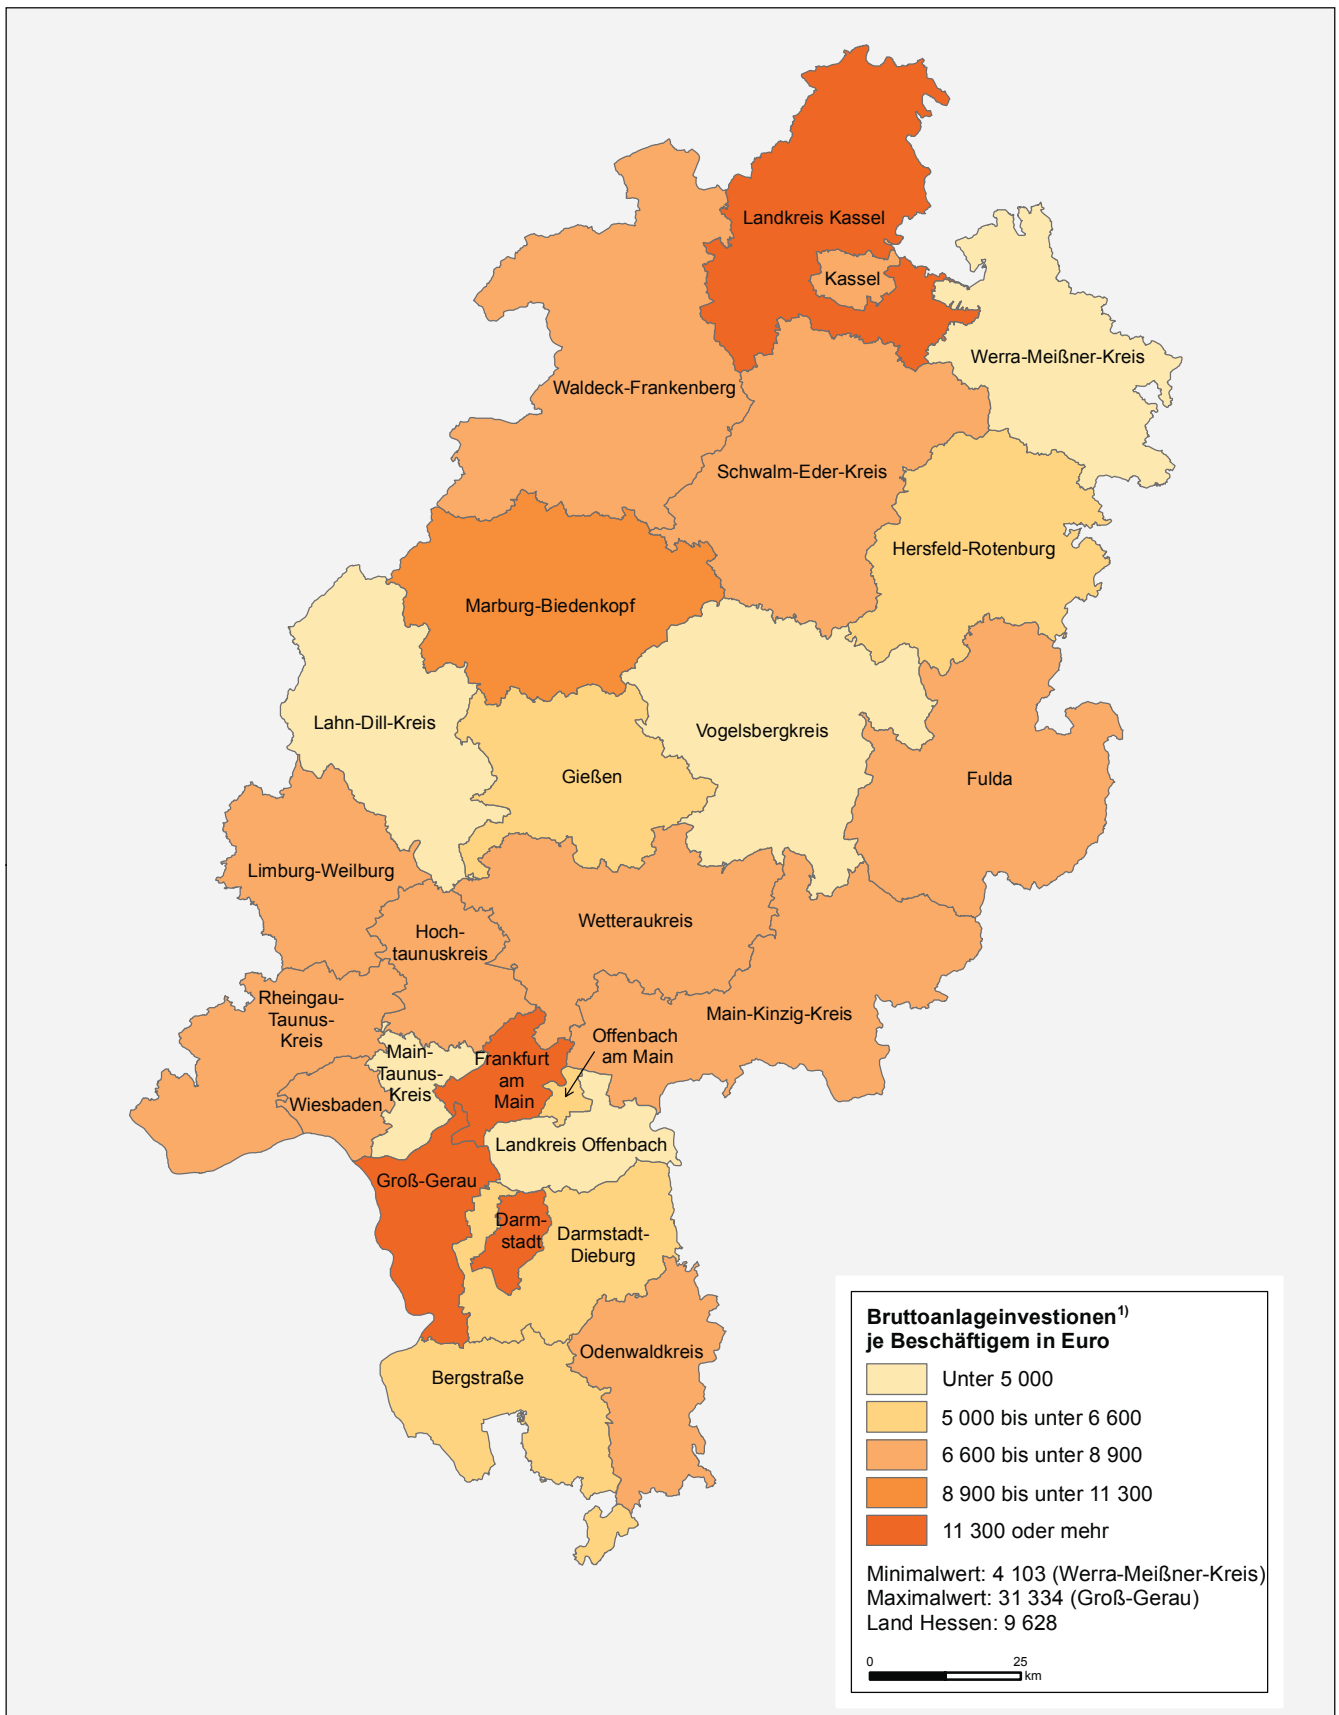 Landkreis Kassel
Kassel
Werra-Meißner-Kreis
Waldeck-Frankenberg
Schwalm-Eder-Kreis
Hersfeld-Rotenburg
Marburg-Biedenkopf
Lahn-Dill-Kreis
Vogelsbergkreis
Gießen
Fulda
Limburg-Weilburg
Wetteraukreis
Hoch-
taunuskreis
Rheingau-
Taunus-
Kreis
Main-Kinzig-Kreis
Offenbach
am Main
Main-
Taunus-
Kreis
Frankfurt
am
Main
Wiesbaden
Landkreis Offenbach
Groß-Gerau
Darm-
stadt
Darmstadt-
Dieburg
Odenwaldkreis
Bergstraße
Bruttoanlageinvestionen1)
je Beschäftigem in Euro
Unter 5 000
5 000 bis unter 6 600
6 600 bis unter 8 900
8 900 bis unter 11 300
11 300 oder mehr
Minimalwert: 4 103 (Werra-Meißner-Kreis)
Maximalwert: 31 334 (Groß-Gerau)
Land Hessen: 9 628
0 25
km